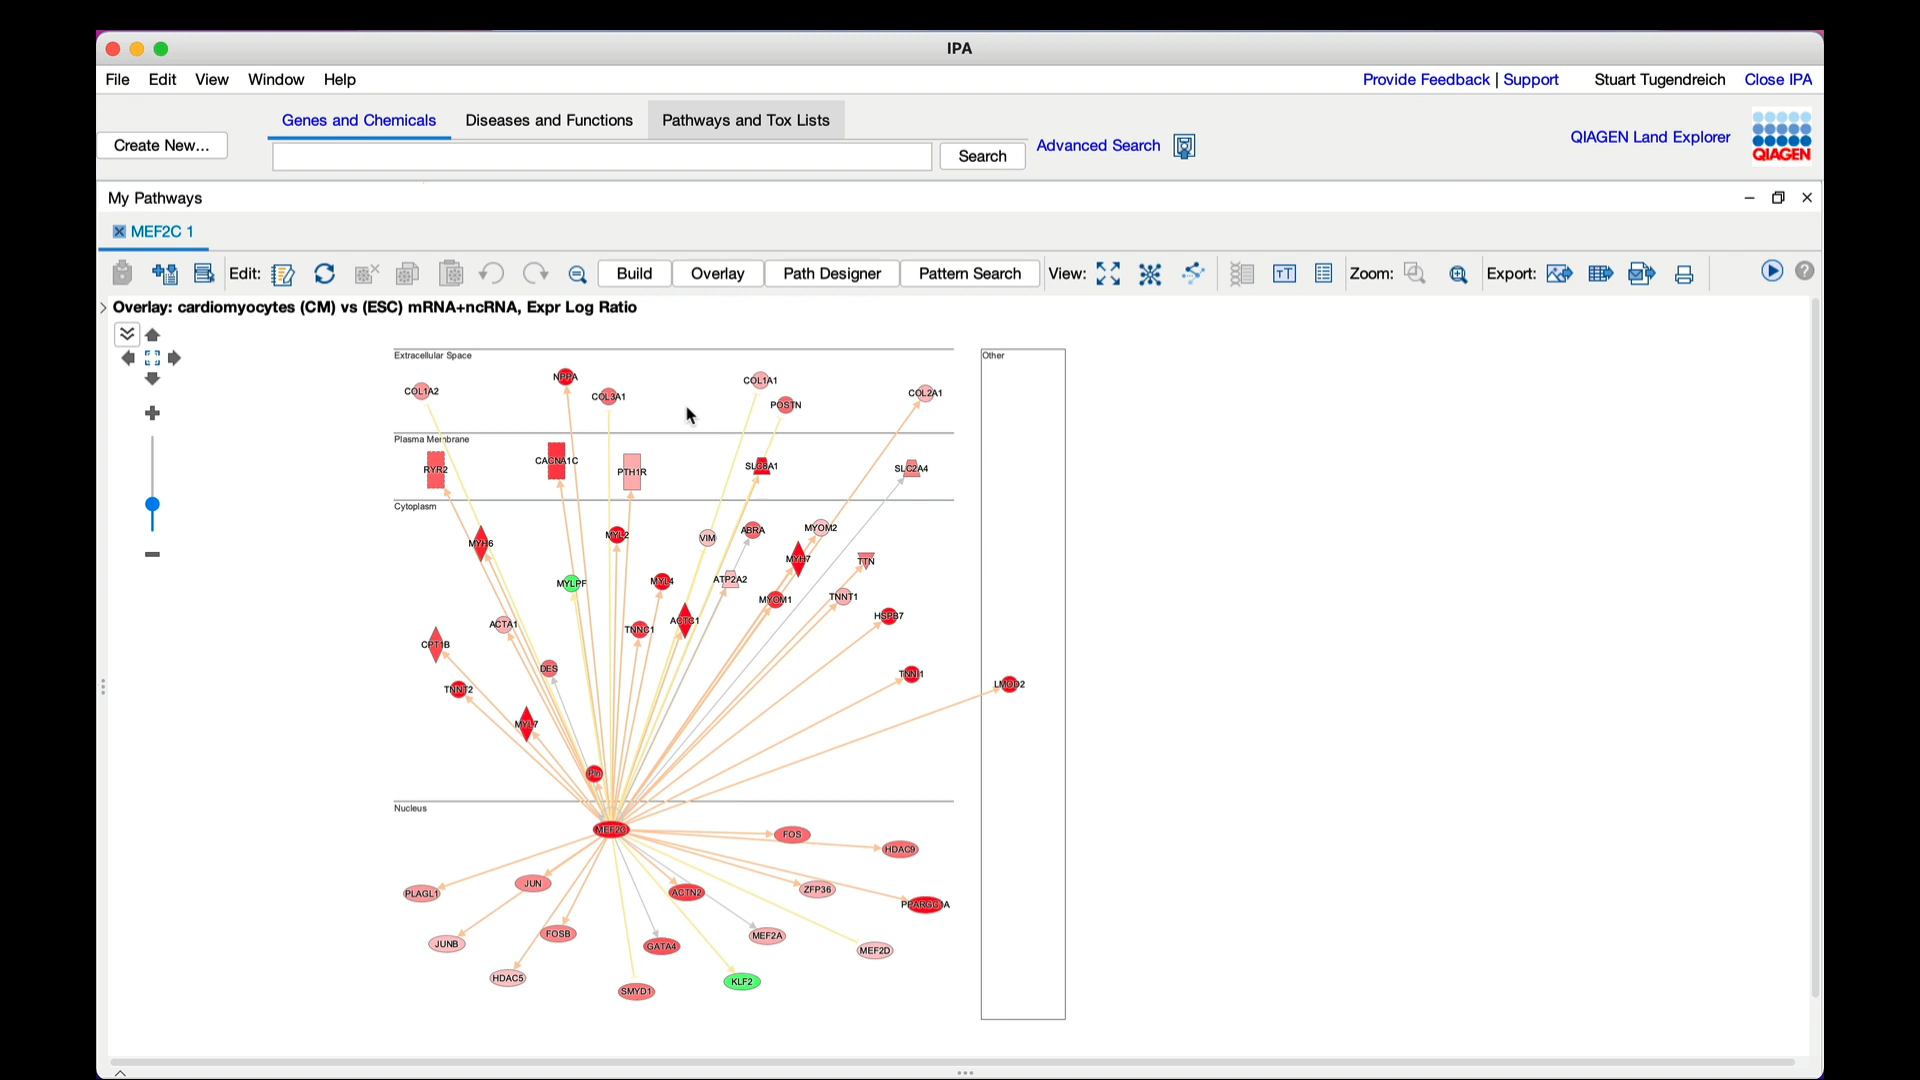 IPA
File Edit View Window Help
Provide Feedback | Support Stuart Tugendreich Close IPA
Genes and Chemicals Diseases and Functions Pathways and Tox Lists
Create New...
Search
Advanced Search
QIAGEN Land Explorer
QIAGEN
My Pathways
MEF2C 1
Edit: Build Overlay Path Designer Pattern Search View: Zoom: Export:
Overlay: cardiomyocytes (CM) vs (ESC) mRNA+ncRNA, Expr Log Ratio
Extracellular Space
Other
NPPA
COL1A1
COL1A2
COL2A1
COL3A1
POSTN
Plasma Membrane
CACNA1C
SLC8A1
SLC2A4
RYR2
PTH1R
Cytoplasm
MYOM2
ABRA
MYL2
VIM
MYH6
MYH7
TTN
ATP2A2
MYL4
MYLPF
TNNT1
MYOM1
HSPB7
ACTC1
ACTA1
TNNC1
CPT1B
DES
TNNI1
LMOD2
TNNT2
MYL7
Pln
Nucleus
MEF2C
FOS
HDAC9
JUN
ZFP36
ACTN2
PLAGL1
PPARGC1A
FOSB
MEF2A
JUNB
GATA4
MEF2D
HDAC5
KLF2
SMYD1